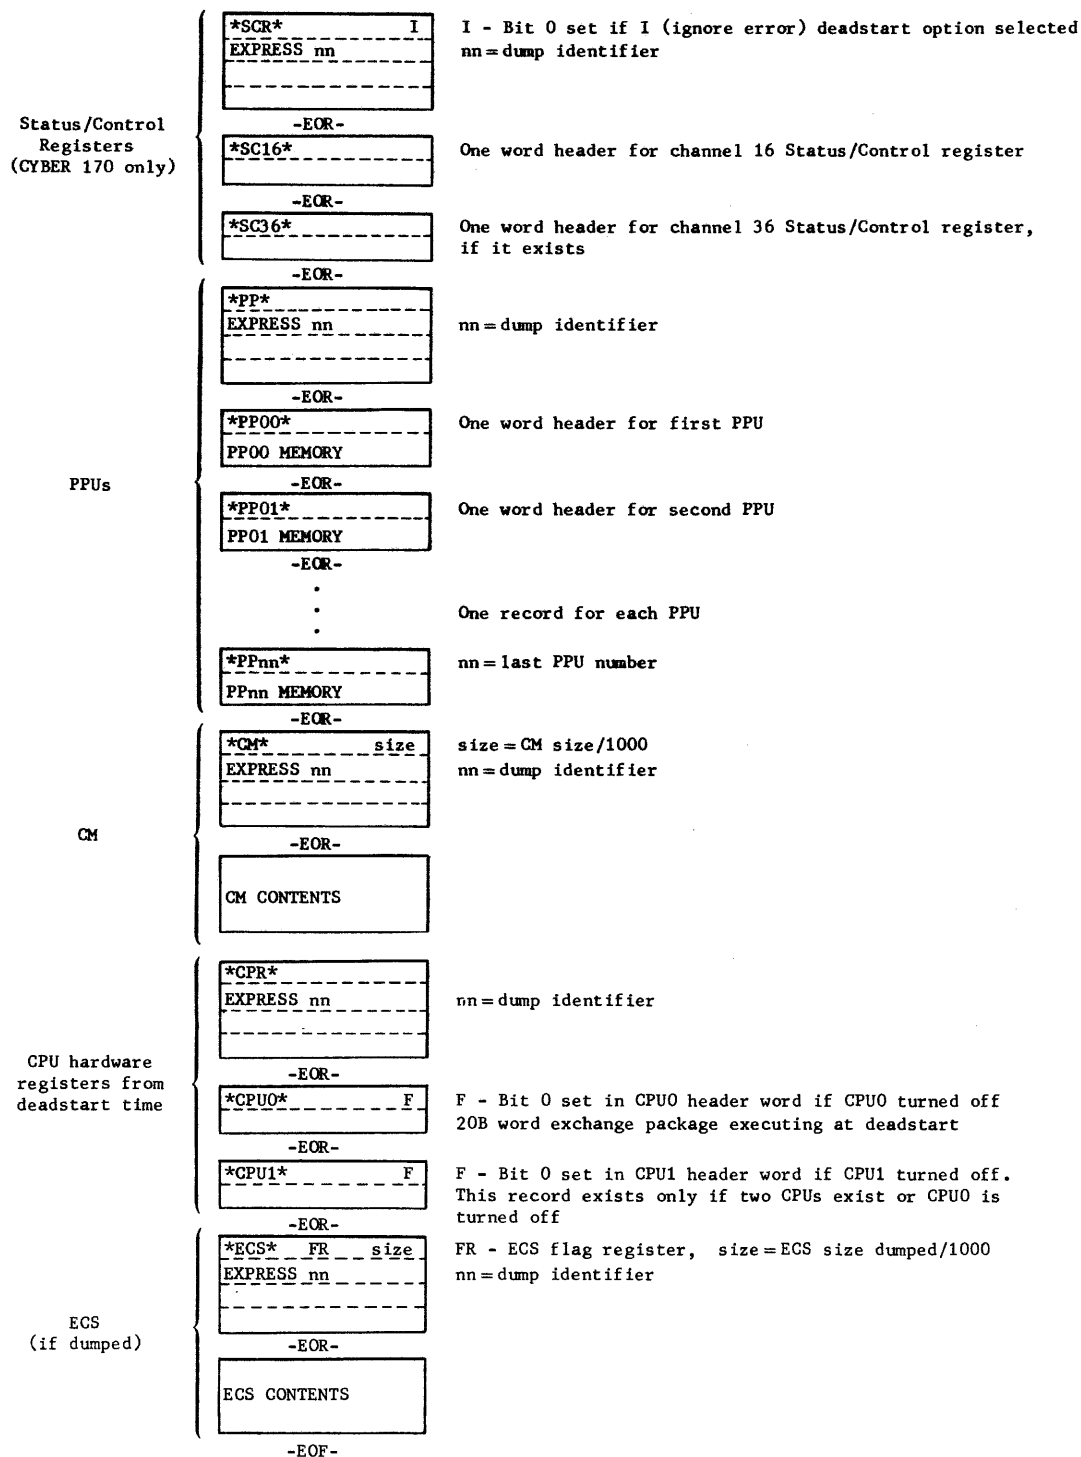 *SCR* I I - Bit 0 set if I (ignore error) deadstart option selected
EXPRESS nn nn = dump identifier
-EOR-
Status/Control
Registers
(CYBER 170 only)
*SC16* One word header for channel 16 Status/Control register
-EOR-
*SC36* One word header for channel 36 Status/Control register,
if it exists
-EOR-
*PP*
EXPRESS nn nn = dump identifier
-EOR-
*PP00* One word header for first PPU
PP00 MEMORY
PPUs
-EOR-
*PP01* One word header for second PPU
PP01 MEMORY
-EOR-
One record for each PPU
*PPnn* nn = last PPU number
PPnn MEMORY
-EOR-
*CM* size size = CM size/1000
EXPRESS nn nn = dump identifier
CM
-EOR-
CM CONTENTS
*CPR*
EXPRESS nn nn = dump identifier
CPU hardware
registers from
deadstart time
-EOR-
*CPU0* F F - Bit 0 set in CPU0 header word if CPU0 turned off
20B word exchange package executing at deadstart
-EOR-
*CPU1* F F - Bit 0 set in CPU1 header word if CPU1 turned off.
This record exists only if two CPUs exist or CPU0 is
turned off
-EOR-
*ECS* FR size FR - ECS flag register, size = ECS size dumped/1000
EXPRESS nn nn = dump identifier
ECS
(if dumped)
-EOR-
ECS CONTENTS
-EOF-